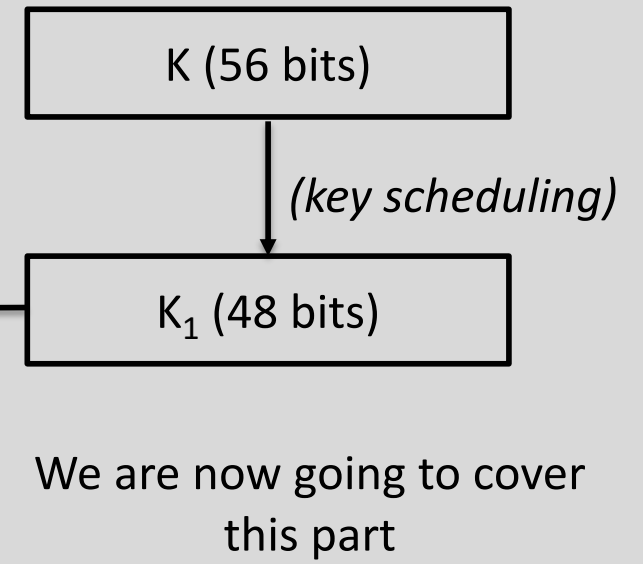 K (56 bits)
(key scheduling)
K₁ (48 bits)
We are now going to cover
this part